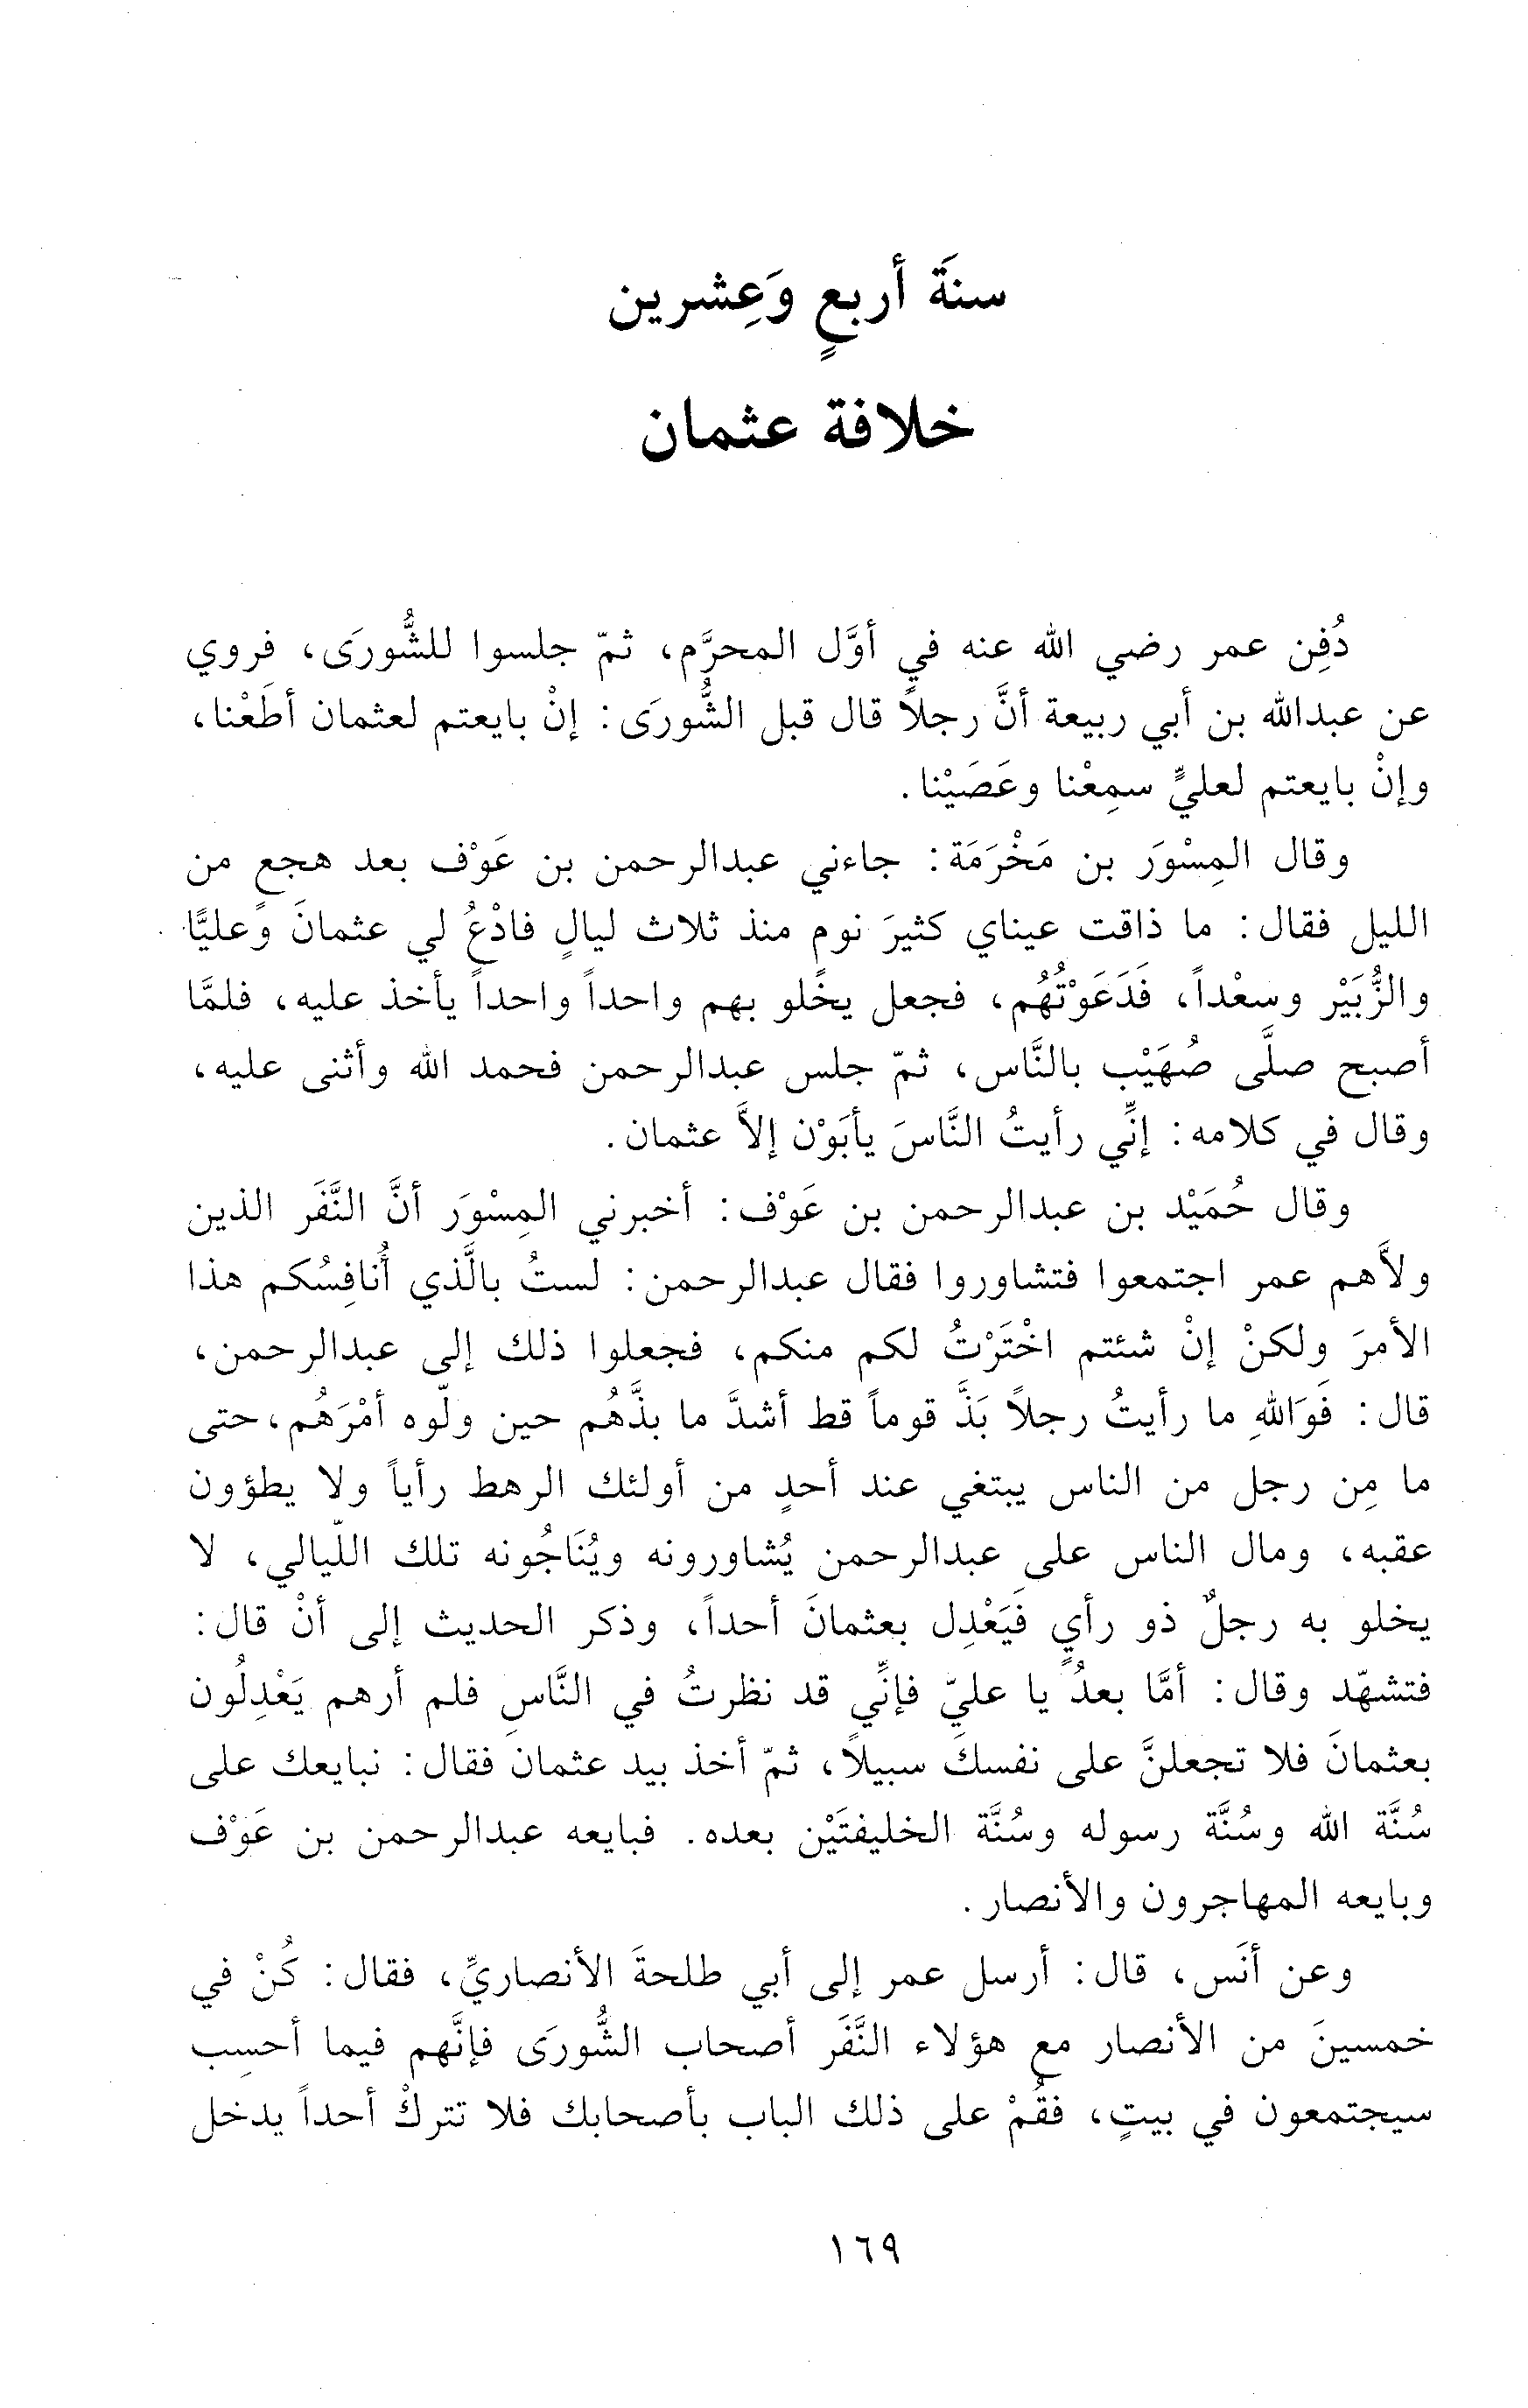 سنَة أربعٍ وَعِشرين
خلافة عثمان
دُفِن عمر رضي الله عنه في أوَّل المحرَّم، ثمّ جلسوا للشُّورَى، فروي
عن عبدالله بن أبي ربيعة أنَّ رجلاً قال قبل الشُّورَى: إنْ بايعتم لعثمان أطَعْنا،
وإنْ بايعتم لعليٍّ سمِعْنا وعَصَيْنا.
وقال المِسْوَر بن مَخْرَمَة: جاءني عبدالرحمن بن عَوْف بعد هجعٍ من
الليل فقال: ما ذاقت عيناي كثيرَ نوم منذ ثلاث ليالٍ فادْعُ لي عثمانَ وعليًّا
والزُّبَيْر وسعْداً، فَدَعَوْتُهُم، فجعل يخلو بهم واحداً واحداً يأخذ عليه، فلمَّا
أصبح صلَّى صُهَيْب بالنَّاس، ثمّ جلس عبدالرحمن فحمد الله وأثنى عليه،
وقال في كلامه: إنِّي رأيتُ النَّاسَ يأبَوْن إلاَّ عثمان.
وقال حُمَيْد بن عبدالرحمن بن عَوْف: أخبرني المِسْوَر أنَّ النَّفَر الذين
ولاَّهم عمر اجتمعوا فتشاوروا فقال عبدالرحمن: لستُ بالَّذي أُنافِسُكم هذا
الأمرَ ولكنْ إنْ شئتم اخْتَرْتُ لكم منكم، فجعلوا ذلك إلى عبدالرحمن،
قال: فَوَاللهِ ما رأيتُ رجلاً بَذَّ قوماً قط أشدَّ ما بذَّهُم حين ولّوه أمْرَهُم، حتى
ما مِن رجل من الناس يبتغي عند أحدٍ من أولئك الرهط رأياً ولا يطؤون
عقبه، ومال الناس على عبدالرحمن يُشاورونه ويُنَاجُونه تلك اللّيالي، لا
يخلو به رجلٌ ذو رأيٍ فَيَعْدِل بعثمانَ أحداً، وذكر الحديث إلى أنْ قال:
فتشهّد وقال: أمَّا بعدُ يا عليّ فإنِّي قد نظرتُ في النَّاسِ فلم أرهم يَعْدِلُون
بعثمانَ فلا تجعلنَّ على نفسكَ سبيلاً، ثمّ أخذ بيد عثمان فقال: نبايعك على
سُنَّة الله وسُنَّة رسوله وسُنَّة الخليفتَيْن بعده. فبايعه عبدالرحمن بن عَوْف
وبايعه المهاجرون والأنصار.
وعن أنَس، قال: أرسل عمر إلى أبي طلحةَ الأنصاريِّ، فقال: كُنْ في
خمسينَ من الأنصار مع هؤلاء النَّفَر أصحاب الشُّورَى فإنَّهم فيما أحسِب
سيجتمعون في بيتٍ، فقُمْ على ذلك الباب بأصحابك فلا تتركْ أحداً يدخل
١٦٩